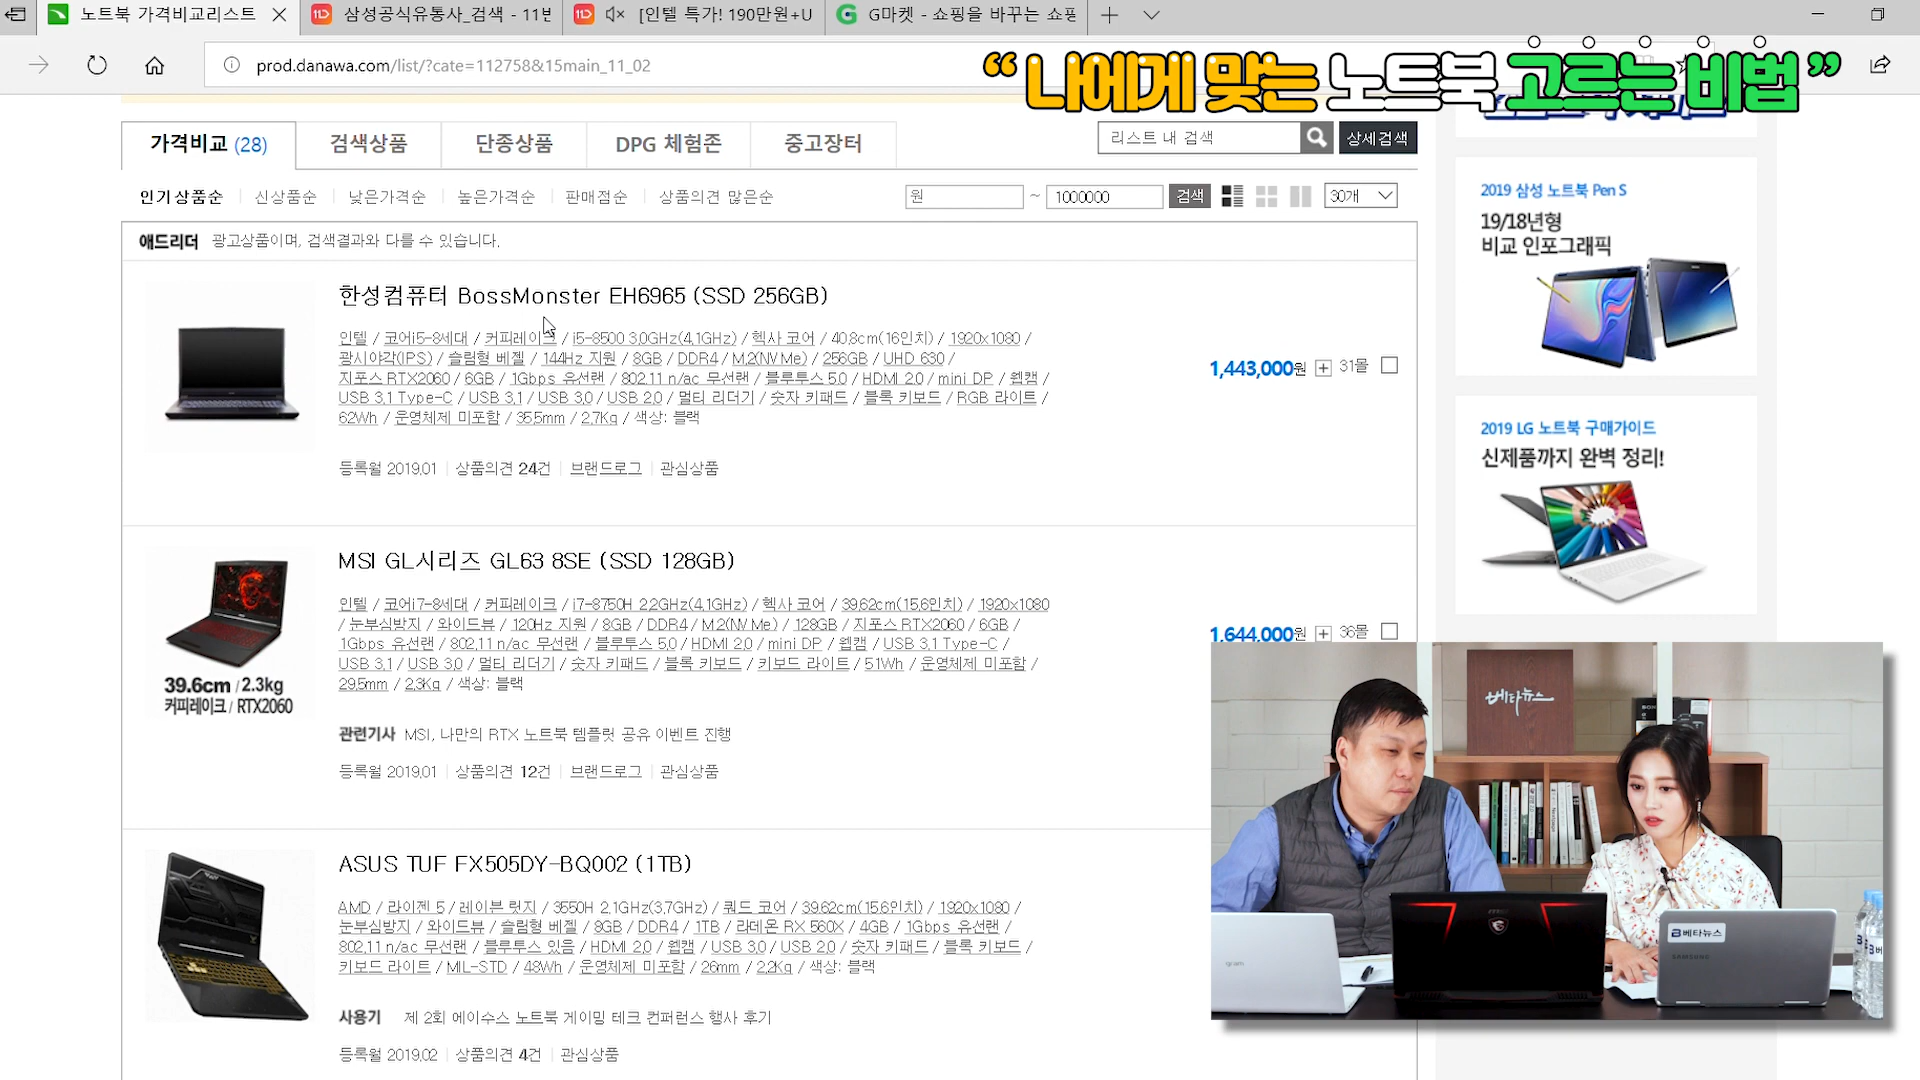 노트북 가격비교리스트
삼성공식유통사_검색 - 11번
[인텔 특가! 190만원+U
G마켓 - 쇼핑을 바꾸는 쇼핑
prod.danawa.com/list/?cate=112758&15main_11_02
“나에게 맞는 노트북 고르는 비법”
가격비교 (28)
검색상품
단종상품
DPG 체험존
중고장터
리스트 내 검색
상세검색
인기상품순
신상품순
낮은가격순
높은가격순
판매점순
상품의견 많은순
원 ~ 1000000 검색
30개
애드리더 광고상품이며, 검색결과와 다를 수 있습니다.
한성컴퓨터 BossMonster EH6965 (SSD 256GB)
인텔 / 코어i5-8세대 / 커피레이크 / i5-8500 3.0GHz(4.1GHz) / 헥사 코어 / 40.8cm(16인치) / 1920x1080 /
광시야각(IPS) / 슬림형 베젤 / 144Hz 지원 / 8GB / DDR4 / M.2(NVMe) / 256GB / UHD 630 /
지포스 RTX2060 / 6GB / 1Gbps 유선랜 / 802.11 n/ac 무선랜 / 블루투스 5.0 / HDMI 2.0 / mini DP / 웹캠 /
USB 3.1 Type-C / USB 3.1 / USB 3.0 / USB 2.0 / 멀티 리더기 / 숫자 키패드 / 블록 키보드 / RGB 라이트 /
62Wh / 운영체제 미포함 / 35.5mm / 2.7Kg / 색상: 블랙
1,443,000원 31몰
등록월 2019.01 상품의견 24건 브랜드로그 관심상품
MSI GL시리즈 GL63 8SE (SSD 128GB)
인텔 / 코어i7-8세대 / 커피레이크 / i7-8750H 2.2GHz(4.1GHz) / 헥사 코어 / 39.62cm(15.6인치) / 1920x1080
/ 눈부심방지 / 와이드뷰 / 120Hz 지원 / 8GB / DDR4 / M.2(NVMe) / 128GB / 지포스 RTX2060 / 6GB /
1Gbps 유선랜 / 802.11 n/ac 무선랜 / 블루투스 5.0 / HDMI 2.0 / mini DP / 웹캠 / USB 3.1 Type-C /
USB 3.1 / USB 3.0 / 멀티 리더기 / 숫자 키패드 / 블록 키보드 / 키보드 라이트 / 51Wh / 운영체제 미포함 /
29.5mm / 2.3Kg / 색상: 블랙
1,644,000원 36몰
39.6cm / 2.3kg
커피레이크 / RTX2060
관련기사 MSI, 나만의 RTX 노트북 템플릿 공유 이벤트 진행
등록월 2019.01 상품의견 12건 브랜드로그 관심상품
ASUS TUF FX505DY-BQ002 (1TB)
AMD / 라이젠 5 / 레이븐 릿지 / 3550H 2.1GHz(3.7GHz) / 쿼드 코어 / 39.62cm(15.6인치) / 1920x1080 /
눈부심방지 / 와이드뷰 / 슬림형 베젤 / 8GB / DDR4 / 1TB / 라데온 RX 560X / 4GB / 1Gbps 유선랜 /
802.11 n/ac 무선랜 / 블루투스 있음 / HDMI 2.0 / 웹캠 / USB 3.0 / USB 2.0 / 숫자 키패드 / 블록 키보드 /
키보드 라이트 / MIL-STD / 48Wh / 운영체제 미포함 / 26mm / 2.2Kg / 색상: 블랙
사용기 제 2회 에이수스 노트북 게이밍 테크 컨퍼런스 행사 후기
등록월 2019.02 상품의견 4건 관심상품
2019 삼성 노트북 Pen S
19/18년형
비교 인포그래픽
2019 LG 노트북 구매가이드
신제품까지 완벽 정리!
베타뉴스
베타뉴스
SAMSUNG
gram